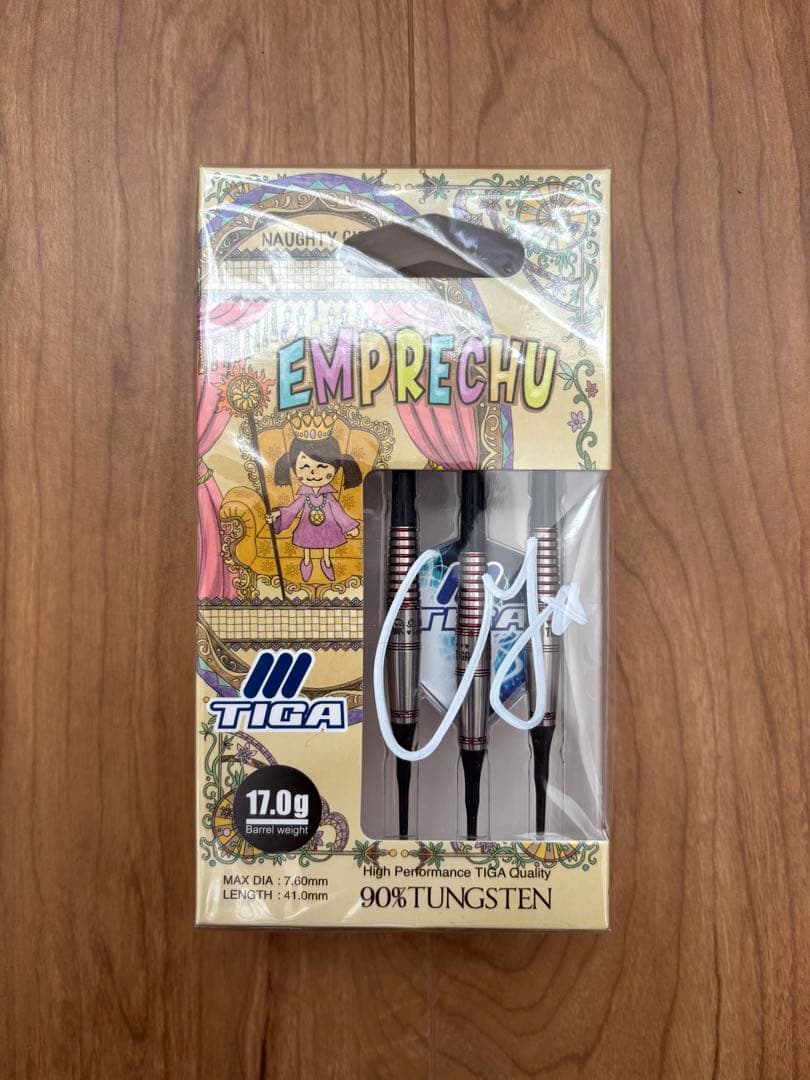 NAUGHTY
EMPRECHU
TIGA
TIGA
17.0g
Barrel weight
MAX DIA : 7.60mm
LENGTH : 41.0mm
High Performance TIGA Quality
90%TUNGSTEN